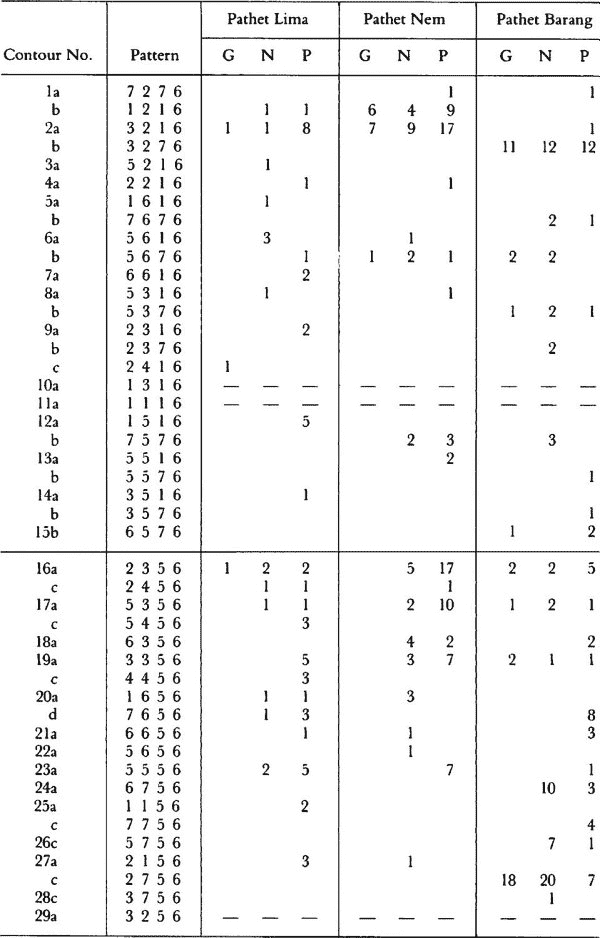 Pathet Lima Pathet Nem Pathet Barang
Contour No. Pattern G N P G N P G N P
1a 7 2 7 6 1 1
b 1 2 1 6 1 1 6 4 9
2a 3 2 1 6 1 1 8 7 9 17 1
b 3 2 7 6 11 12 12
3a 5 2 1 6 1
4a 2 2 1 6 1 1
5a 1 6 1 6 1
b 7 6 7 6 2 1
6a 5 6 1 6 3 1
b 5 6 7 6 1 1 2 1 2 2
7a 6 6 1 6 2
8a 5 3 1 6 1 1
b 5 3 7 6 1 2 1
9a 2 3 1 6 2
b 2 3 7 6 2
c 2 4 1 6 1
10a 1 3 1 6 — — — — — — — — —
11a 1 1 1 6 — — — — — — — — —
12a 1 5 1 6 5
b 7 5 7 6 2 3 3
13a 5 5 1 6 2
b 5 5 7 6 1
14a 3 5 1 6 1
b 3 5 7 6 1
15b 6 5 7 6 1 2
16a 2 3 5 6 1 2 2 5 17 2 2 5
c 2 4 5 6 1 1 1
17a 5 3 5 6 1 1 2 10 1 2 1
c 5 4 5 6 3
18a 6 3 5 6 4 2 2
19a 3 3 5 6 5 3 7 2 1 1
c 4 4 5 6 3
20a 1 6 5 6 1 1 3
d 7 6 5 6 1 3 8
21a 6 6 5 6 1 1 3
22a 5 6 5 6 1
23a 5 5 5 6 2 5 7 1
24a 6 7 5 6 10 3
25a 1 1 5 6 2
c 7 7 5 6 4
26c 5 7 5 6 7 1
27a 2 1 5 6 3 1
c 2 7 5 6 18 20 7
28c 3 7 5 6 1
29a 3 2 5 6 — — — — — — — — —